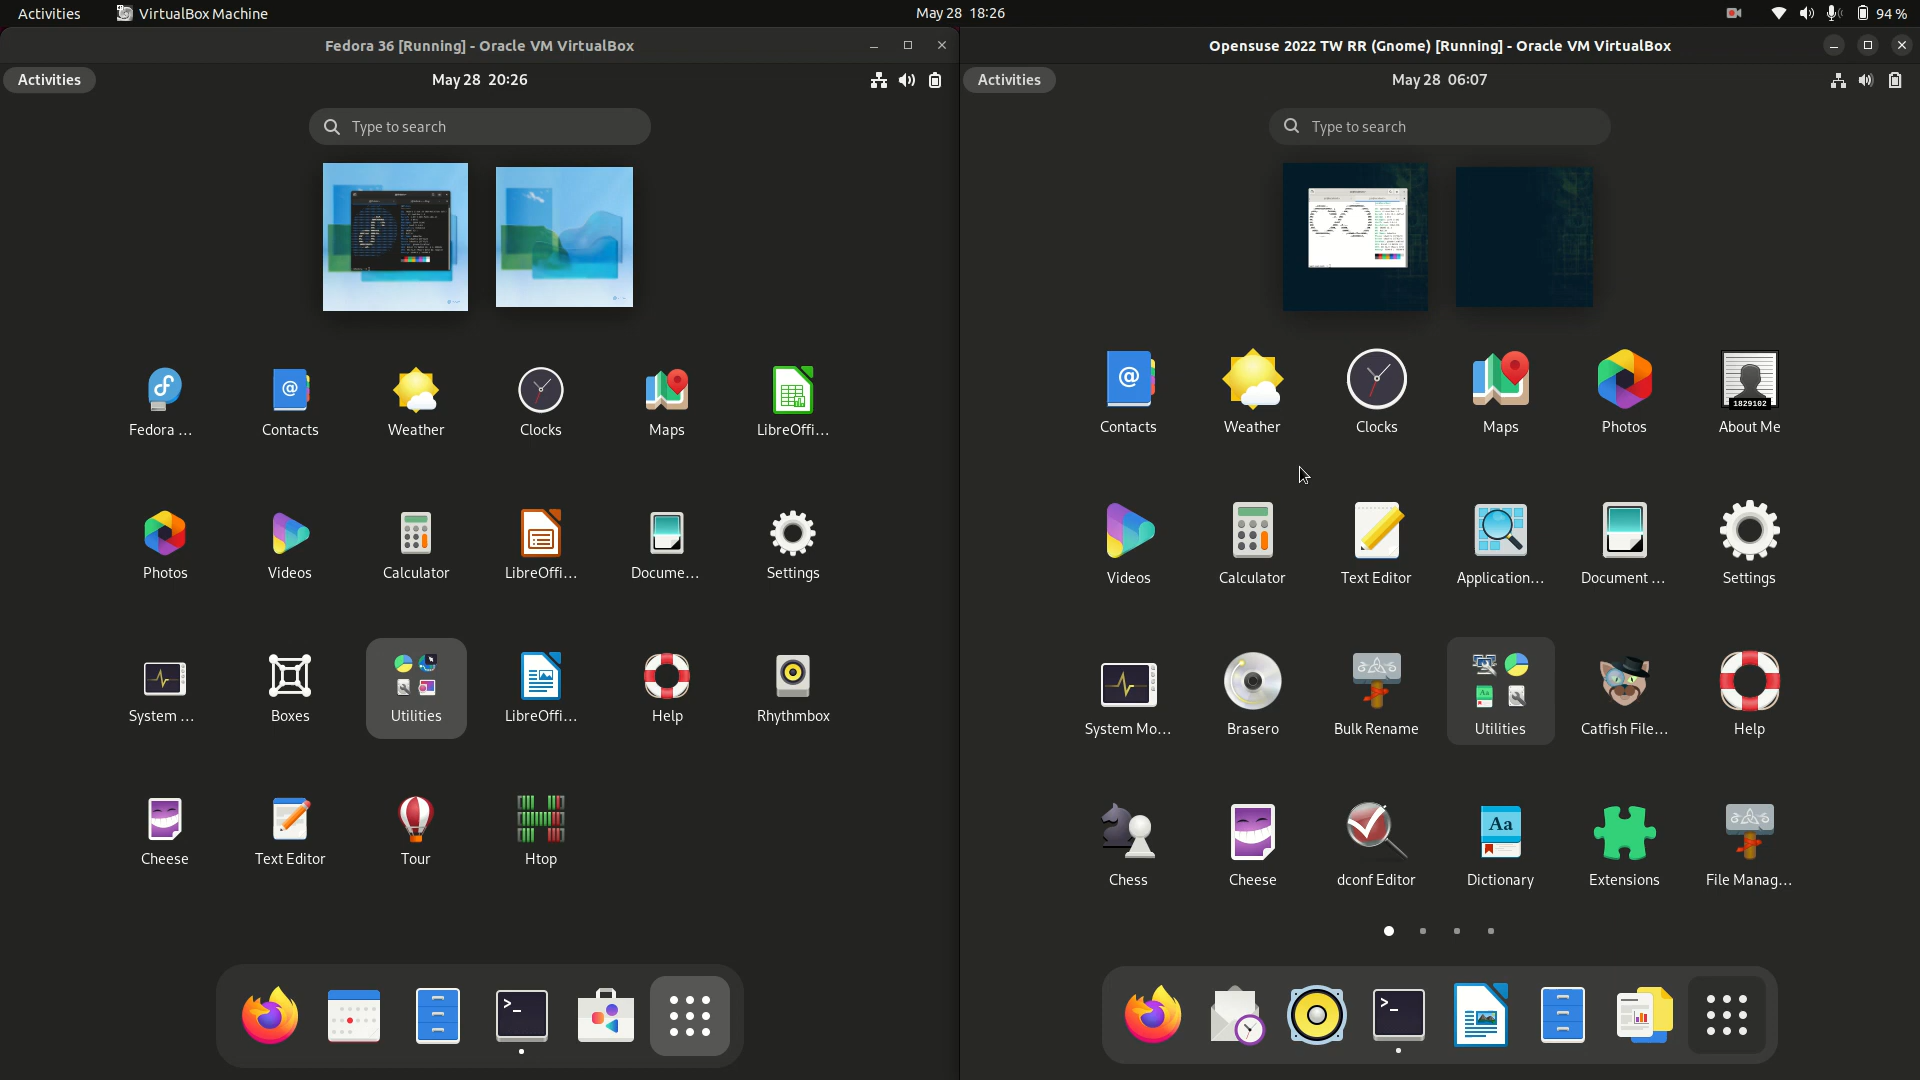 Activities VirtualBox Machine May 28 18:26 94 %
Fedora 36 [Running] - Oracle VM VirtualBox
Activities May 28 20:26
Type to search
Fedora ... Contacts Weather Clocks Maps LibreOffi...
Photos Videos Calculator LibreOffi... Docume... Settings
System ... Boxes Utilities LibreOffi... Help Rhythmbox
Cheese Text Editor Tour Htop
Opensuse 2022 TW RR (Gnome) [Running] - Oracle VM VirtualBox
Activities May 28 06:07
Type to search
Contacts Weather Clocks Maps Photos About Me
1829102
Videos Calculator Text Editor Application... Document ... Settings
System Mo... Brasero Bulk Rename Utilities Catfish File... Help
Aa
Chess Cheese dconf Editor Dictionary Extensions File Manag...